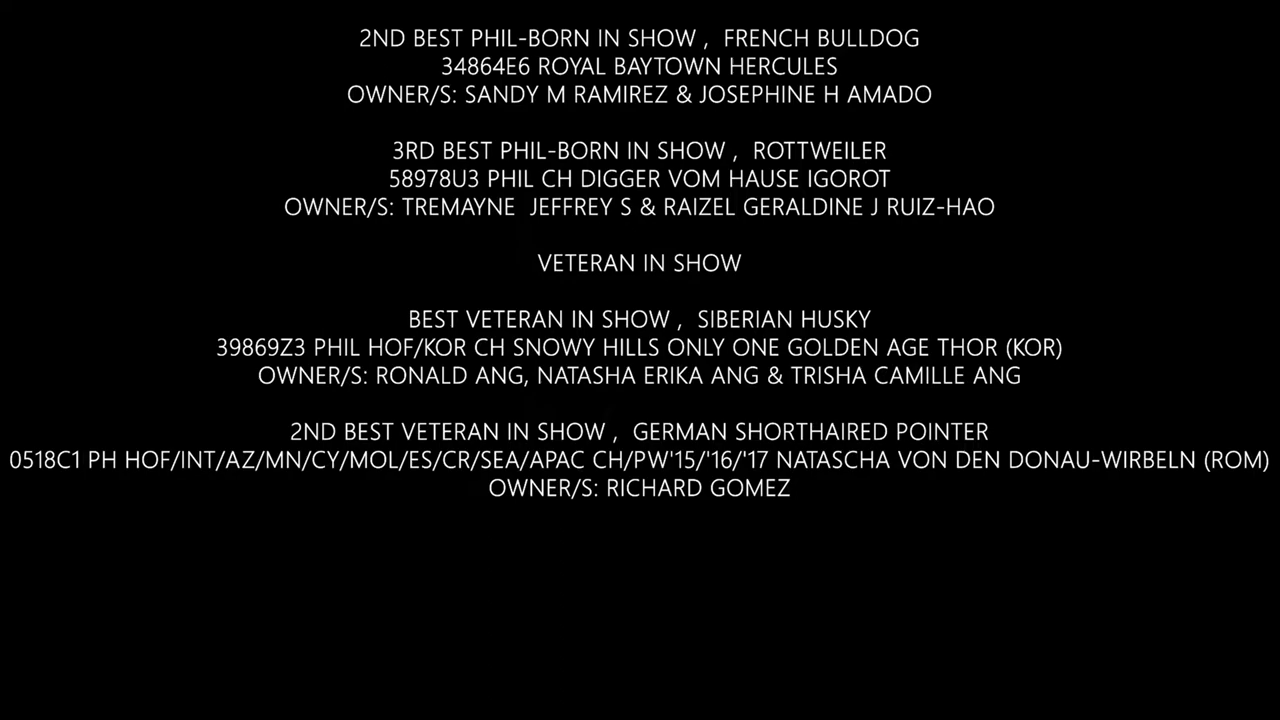 2ND BEST PHIL-BORN IN SHOW ,  FRENCH BULLDOG
34864E6 ROYAL BAYTOWN HERCULES
OWNER/S: SANDY M RAMIREZ & JOSEPHINE H AMADO
3RD BEST PHIL-BORN IN SHOW ,  ROTTWEILER
58978U3 PHIL CH DIGGER VOM HAUSE IGOROT
OWNER/S: TREMAYNE  JEFFREY S & RAIZEL GERALDINE J RUIZ-HAO
VETERAN IN SHOW
BEST VETERAN IN SHOW ,  SIBERIAN HUSKY
39869Z3 PHIL HOF/KOR CH SNOWY HILLS ONLY ONE GOLDEN AGE THOR (KOR)
OWNER/S: RONALD ANG, NATASHA ERIKA ANG & TRISHA CAMILLE ANG
2ND BEST VETERAN IN SHOW ,  GERMAN SHORTHAIRED POINTER
0518C1 PH HOF/INT/AZ/MN/CY/MOL/ES/CR/SEA/APAC CH/PW'15/'16/'17 NATASCHA VON DEN DONAU-WIRBELN (ROM)
OWNER/S: RICHARD GOMEZ